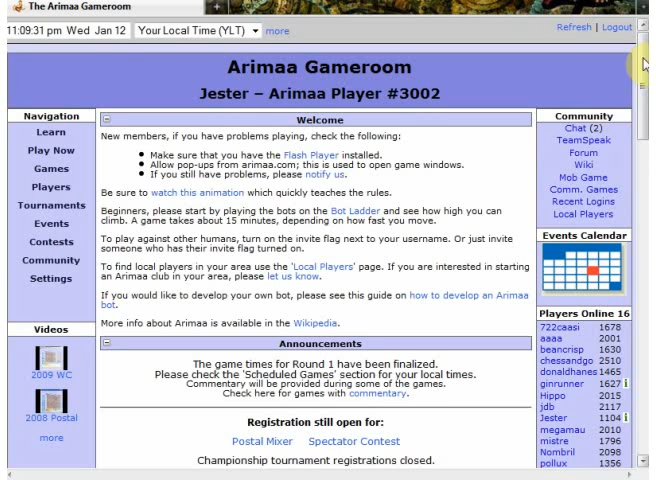 The Arimaa Gameroom
11:09:31 pm Wed Jan 12 Your Local Time (YLT) more
Refresh | Logout
Arimaa Gameroom
Jester – Arimaa Player #3002
Navigation
Learn
Play Now
Games
Players
Tournaments
Events
Contests
Community
Settings
Videos
2009 WC
2008 Postal
more
Welcome
New members, if you have problems playing, check the following:
Make sure that you have the Flash Player installed.
Allow pop-ups from arimaa.com; this is used to open game windows.
If you still have problems, please notify us.
Be sure to watch this animation which quickly teaches the rules.
Beginners, please start by playing the bots on the Bot Ladder and see how high you can
climb. A game takes about 15 minutes, depending on how fast you move.
To play against other humans, turn on the invite flag next to your username. Or just invite
someone who has their invite flag turned on.
To find local players in your area use the 'Local Players' page. If you are interested in starting
an Arimaa club in your area, please let us know.
If you would like to develop your own bot, please see this guide on how to develop an Arimaa
bot.
More info about Arimaa is available in the Wikipedia.
Announcements
The game times for Round 1 have been finalized.
Please check the 'Scheduled Games' section for your local times.
Commentary will be provided during some of the games.
Check here for games with commentary.
Registration still open for:
Postal Mixer Spectator Contest
Championship tournament registrations closed.
Community
Chat (2)
TeamSpeak
Forum
Wiki
Mob Game
Comm. Games
Recent Logins
Local Players
Events Calendar
Players Online 16
722caasi 1678
aaaa 2001
beancrisp 1630
chessandgo 2510
donaldhanes 1465
ginrunner 1627 i
Hippo 2015
jdb 2117
Jester 1104 i
megamau 2010
mistre 1796
Nombril 2098
pollux 1356